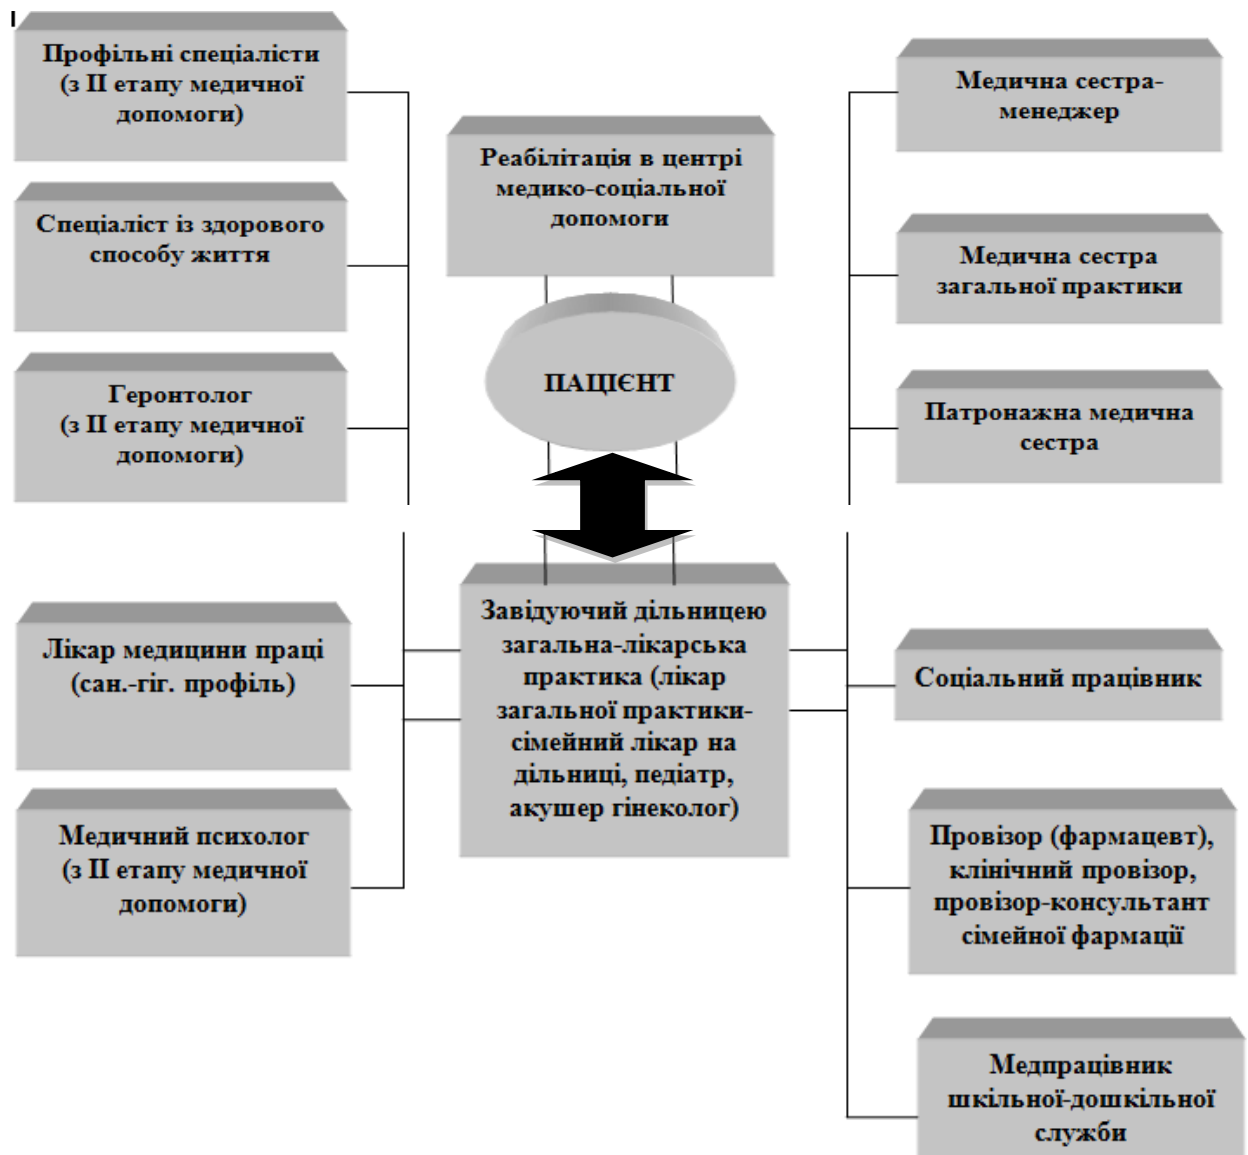 І
Профільні спеціалісти
(з ІІ етапу медичної
допомоги)
Спеціаліст із здорового
способу життя
Геронтолог
(з ІІ етапу медичної
допомоги)
Лікар медицини праці
(сан.-гіг. профіль)
Медичний психолог
(з ІІ етапу медичної
допомоги)
Реабілітація в центрі
медико-соціальної
допомоги
ПАЦІЄНТ
Завідуючий дільницею
загальна-лікарська
практика (лікар
загальної практики-
сімейний лікар на
дільниці, педіатр,
акушер гінеколог)
Медична сестра-
менеджер
Медична сестра
загальної практики
Патронажна медична
сестра
Соціальний працівник
Провізор (фармацевт),
клінічний провізор,
провізор-консультант
сімейної фармації
Медпрацівник
шкільної-дошкільної
служби